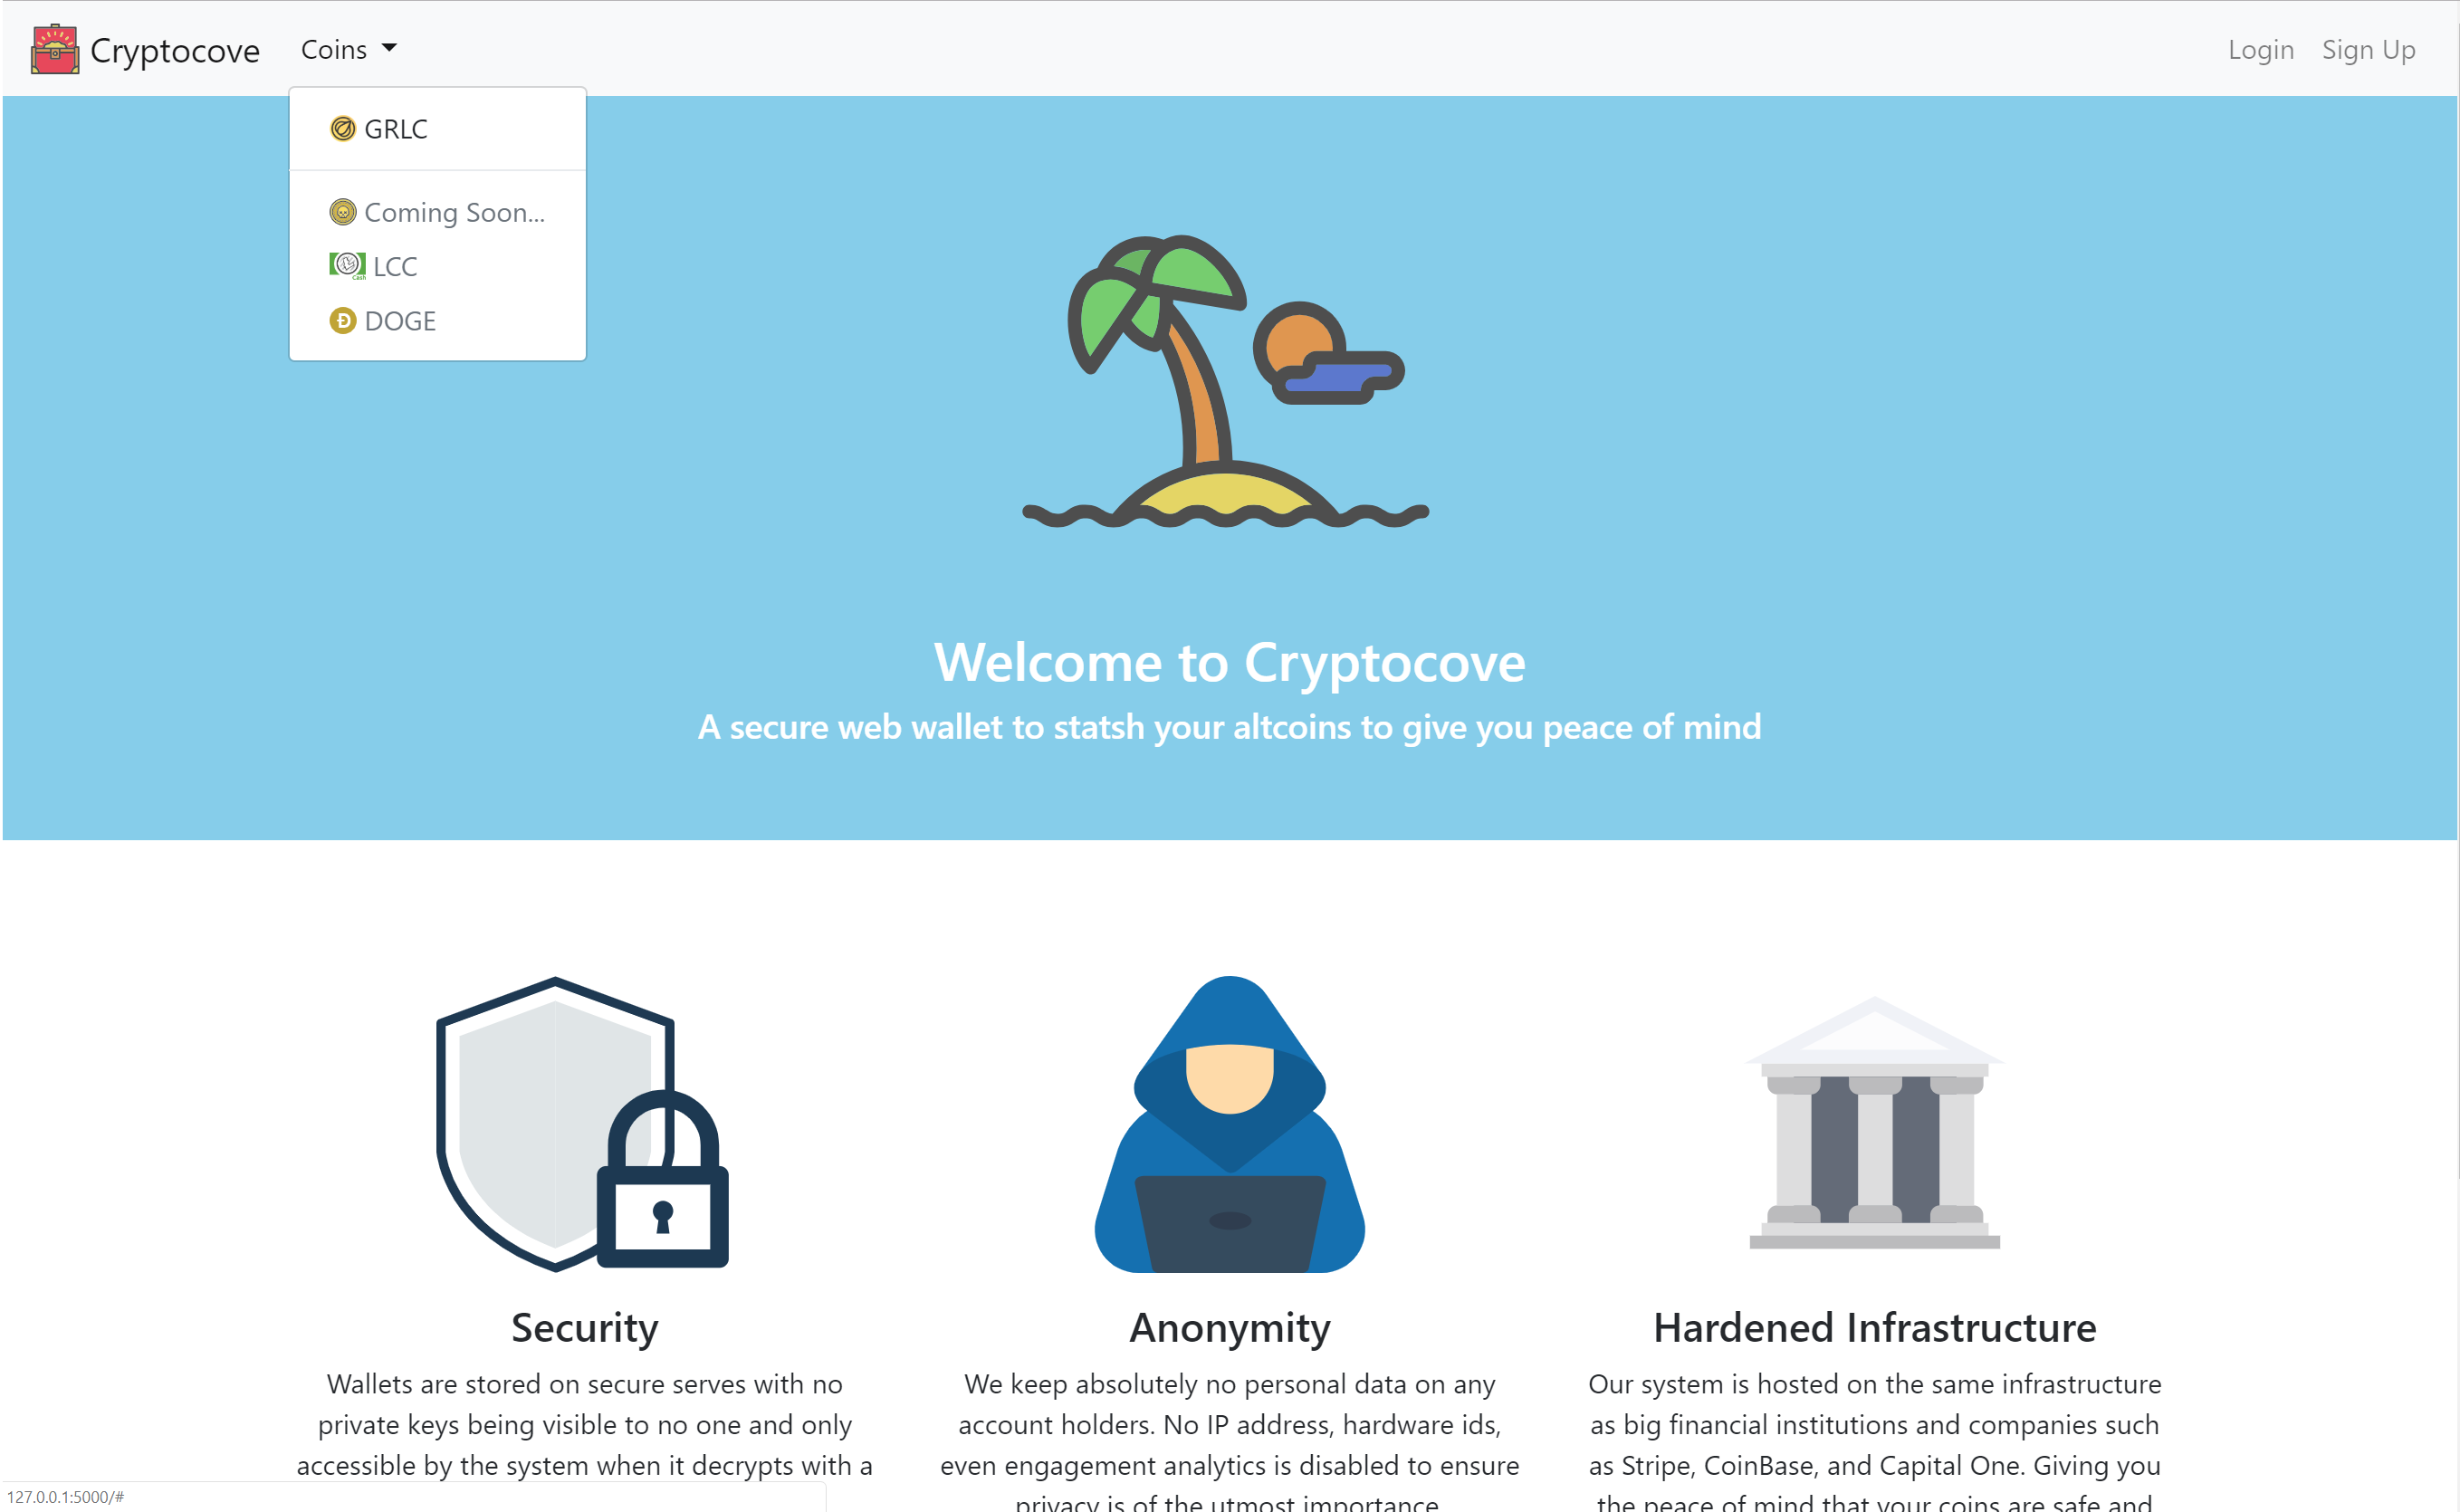 Cryptocove Coins Login Sign Up
GRLC
Coming Soon...
LCC
DOGE
Welcome to Cryptocove
A secure web wallet to statsh your altcoins to give you peace of mind
Security
Wallets are stored on secure serves with no
private keys being visible to no one and only
accessible by the system when it decrypts with a
Anonymity
We keep absolutely no personal data on any
account holders. No IP address, hardware ids,
even engagement analytics is disabled to ensure
privacy is of the utmost importance
Hardened Infrastructure
Our system is hosted on the same infrastructure
as big financial institutions and companies such
as Stripe, CoinBase, and Capital One. Giving you
the peace of mind that your coins are safe and
127.0.0.1:5000/#